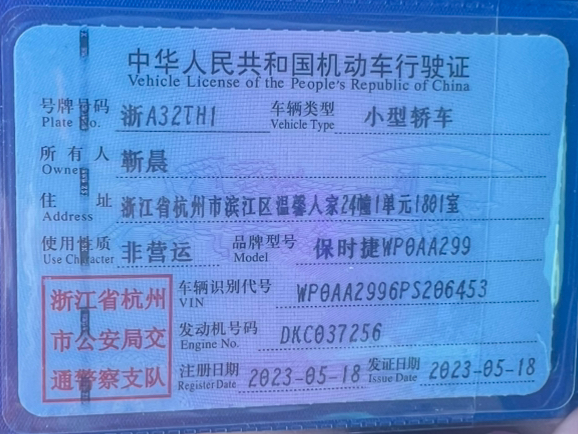 中华人民共和国机动车行驶证
Vehicle License of the People's Republic of China
号牌号码 浙A32TH1 车辆类型 小型轿车
Plate No. Vehicle Type
所有人 靳晨
Owner
住址 浙江省杭州市滨江区温馨人家24幢1单元1801室
Address
使用性质 非营运 品牌型号 保时捷WP0AA299
Use Character Model
浙江省杭州
市公安局交
通警察支队
车辆识别代号 WP0AA2996PS206453
VIN
发动机号码 DKC037256
Engine No.
注册日期 2023-05-18 发证日期 2023-05-18
Register Date Issue Date